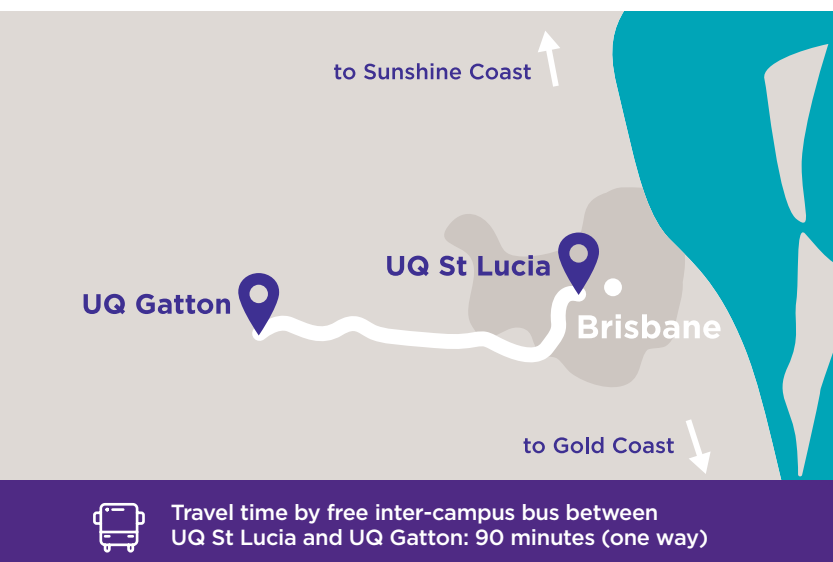 to Sunshine Coast
UQ St Lucia
UQ Gatton
Brisbane
to Gold Coast
Travel time by free inter-campus bus between
UQ St Lucia and UQ Gatton: 90 minutes (one way)